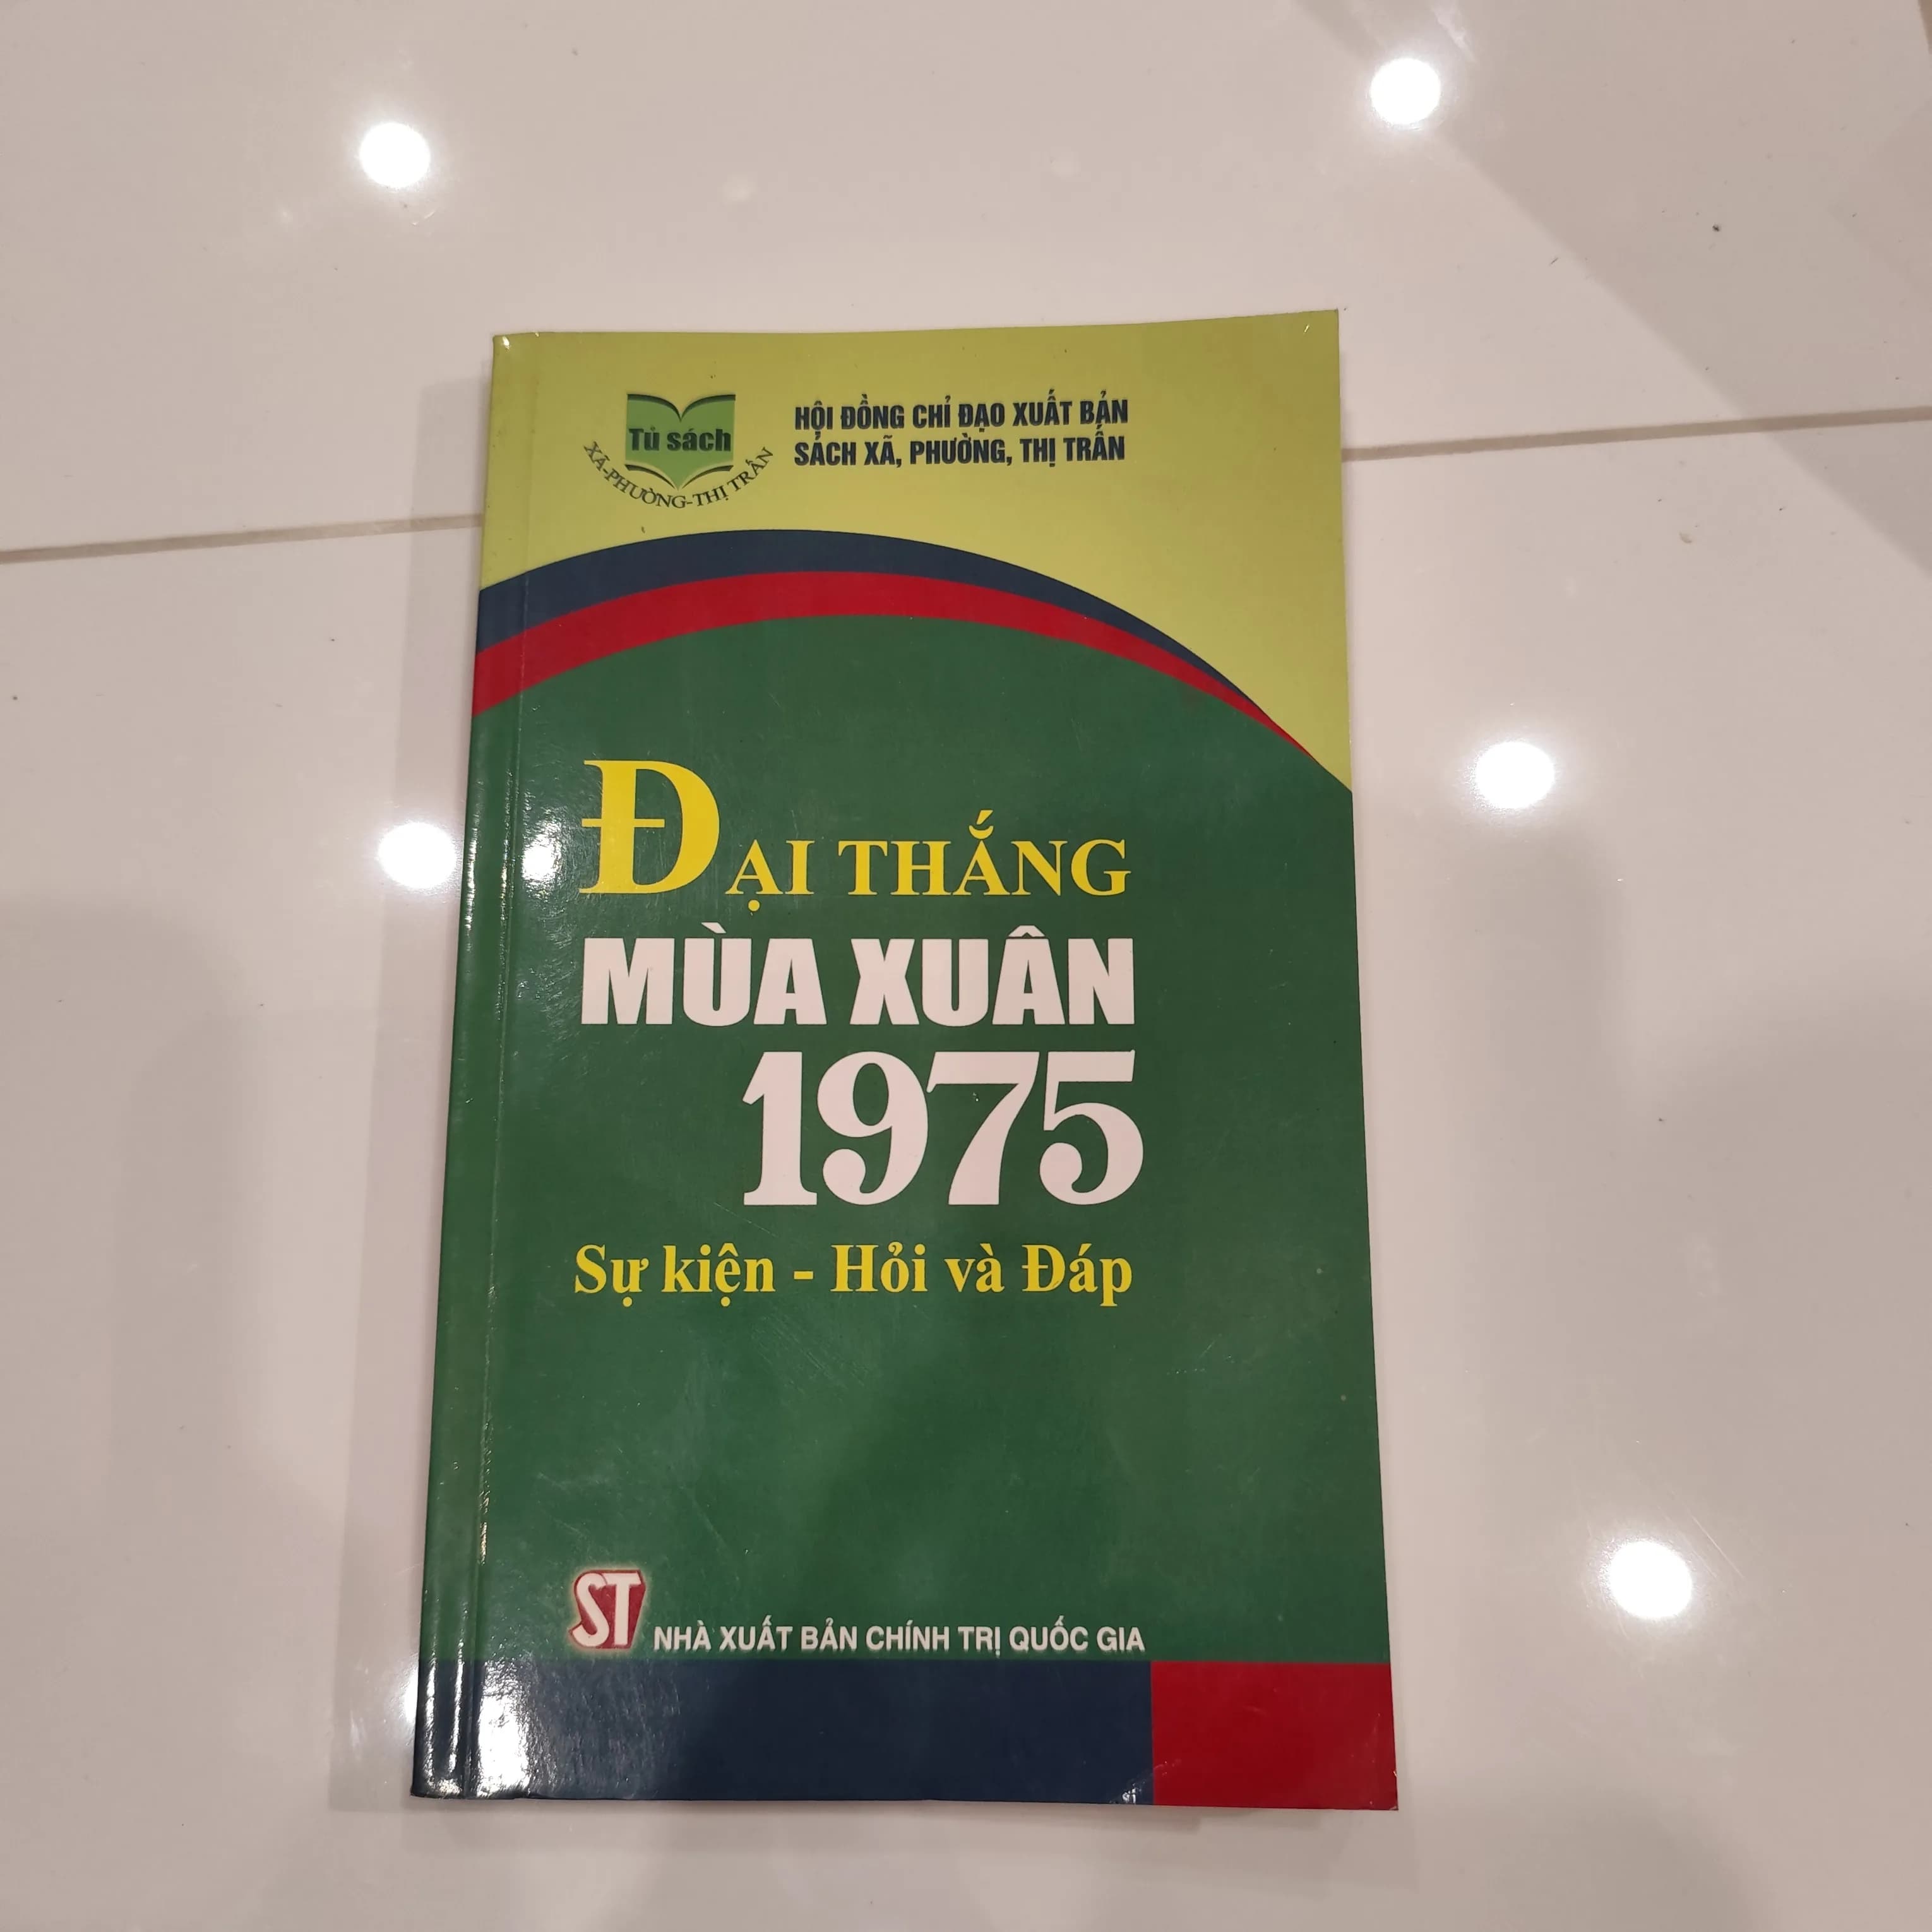 Tủ sách
XÃ-PHƯỜNG-THỊ TRẤN
HỘI ĐỒNG CHỈ ĐẠO XUẤT BẢN
SÁCH XÃ, PHƯỜNG, THỊ TRẤN
ĐẠI THẮNG
MÙA XUÂN
1975
Sự kiện - Hỏi và Đáp
ST
NHÀ XUẤT BẢN CHÍNH TRỊ QUỐC GIA